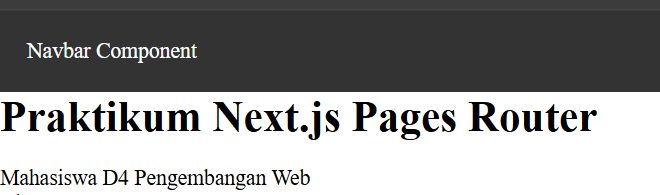 Navbar Component
Praktikum Next.js Pages Router
Mahasiswa D4 Pengembangan Web